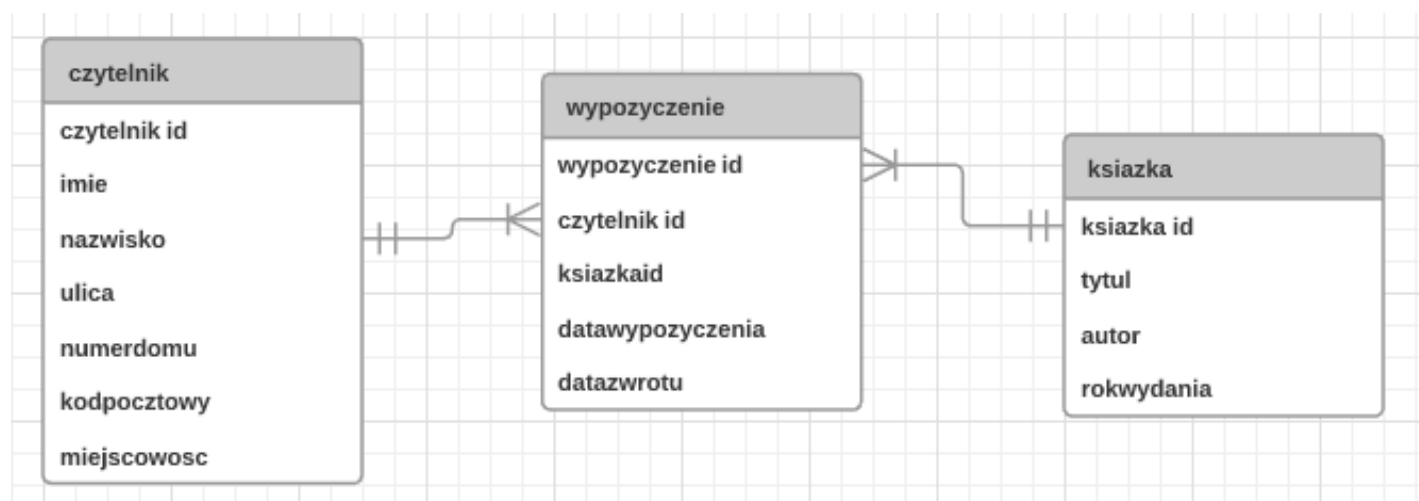 czytelnik
czytelnik id
imie
nazwisko
ulica
numerdomu
kodpocztowy
miejscowosc
wypozyczenie
wypozyczenie id
czytelnik id
ksiazkaid
datawypozyczenia
datazwrotu
ksiazka
ksiazka id
tytul
autor
rokwydania